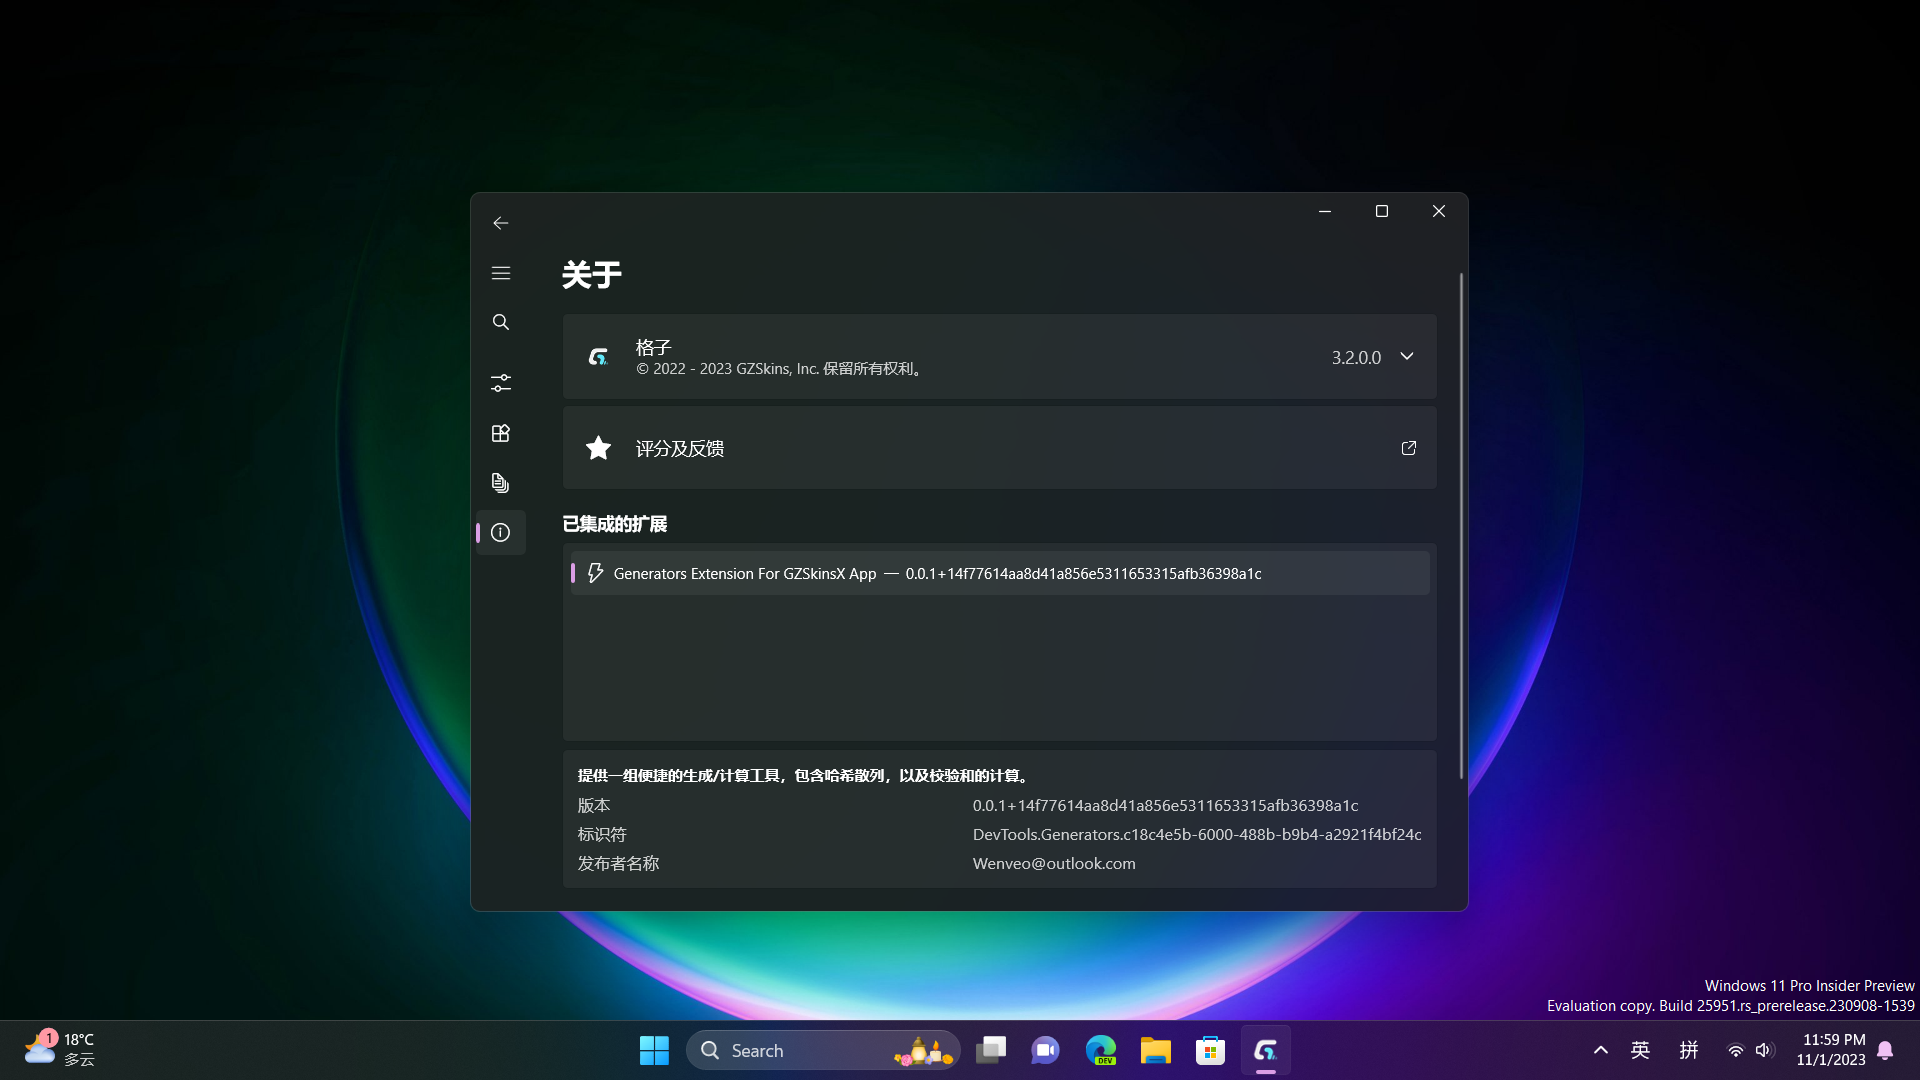 关于
格子
© 2022 - 2023 GZSkins, Inc. 保留所有权利。
3.2.0.0
评分及反馈
已集成的扩展
Generators Extension For GZSkinsX App — 0.0.1+14f77614aa8d41a856e5311653315afb36398a1c
提供一组便捷的生成/计算工具，包含哈希散列，以及校验和的计算。
版本 0.0.1+14f77614aa8d41a856e5311653315afb36398a1c
标识符 DevTools.Generators.c18c4e5b-6000-488b-b9b4-a2921f4bf24c
发布者名称 Wenveo@outlook.com
Windows 11 Pro Insider Preview
Evaluation copy. Build 25951.rs_prerelease.230908-1539
1
18°C
多云
Search
DEV
英
拼
11:59 PM
11/1/2023